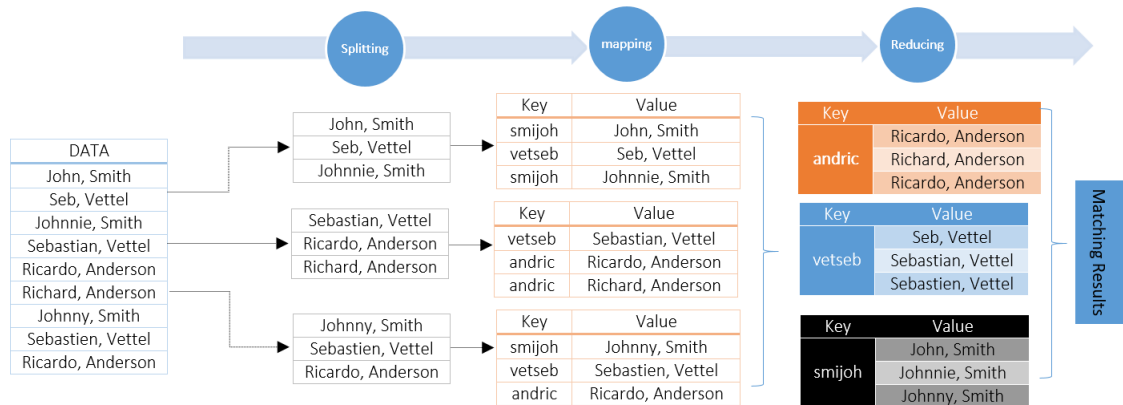 Splitting
mapping
Reducing
DATA
John, Smith
Seb, Vettel
Johnnie, Smith
Sebastian, Vettel
Ricardo, Anderson
Richard, Anderson
Johnny, Smith
Sebastien, Vettel
Ricardo, Anderson
John, Smith
Seb, Vettel
Johnnie, Smith
Sebastian, Vettel
Ricardo, Anderson
Richard, Anderson
Johnny, Smith
Sebastien, Vettel
Ricardo, Anderson
Key Value
smijoh John, Smith
vetseb Seb, Vettel
smijoh Johnnie, Smith
Key Value
vetseb Sebastian, Vettel
andric Ricardo, Anderson
andric Richard, Anderson
Key Value
smijoh Johnny, Smith
vetseb Sebastien, Vettel
andric Ricardo, Anderson
Key Value
Ricardo, Anderson
andric Richard, Anderson
Ricardo, Anderson
Key Value
Seb, Vettel
vetseb Sebastian, Vettel
Sebastien, Vettel
Key Value
John, Smith
smijoh Johnnie, Smith
Johnny, Smith
Matching Results